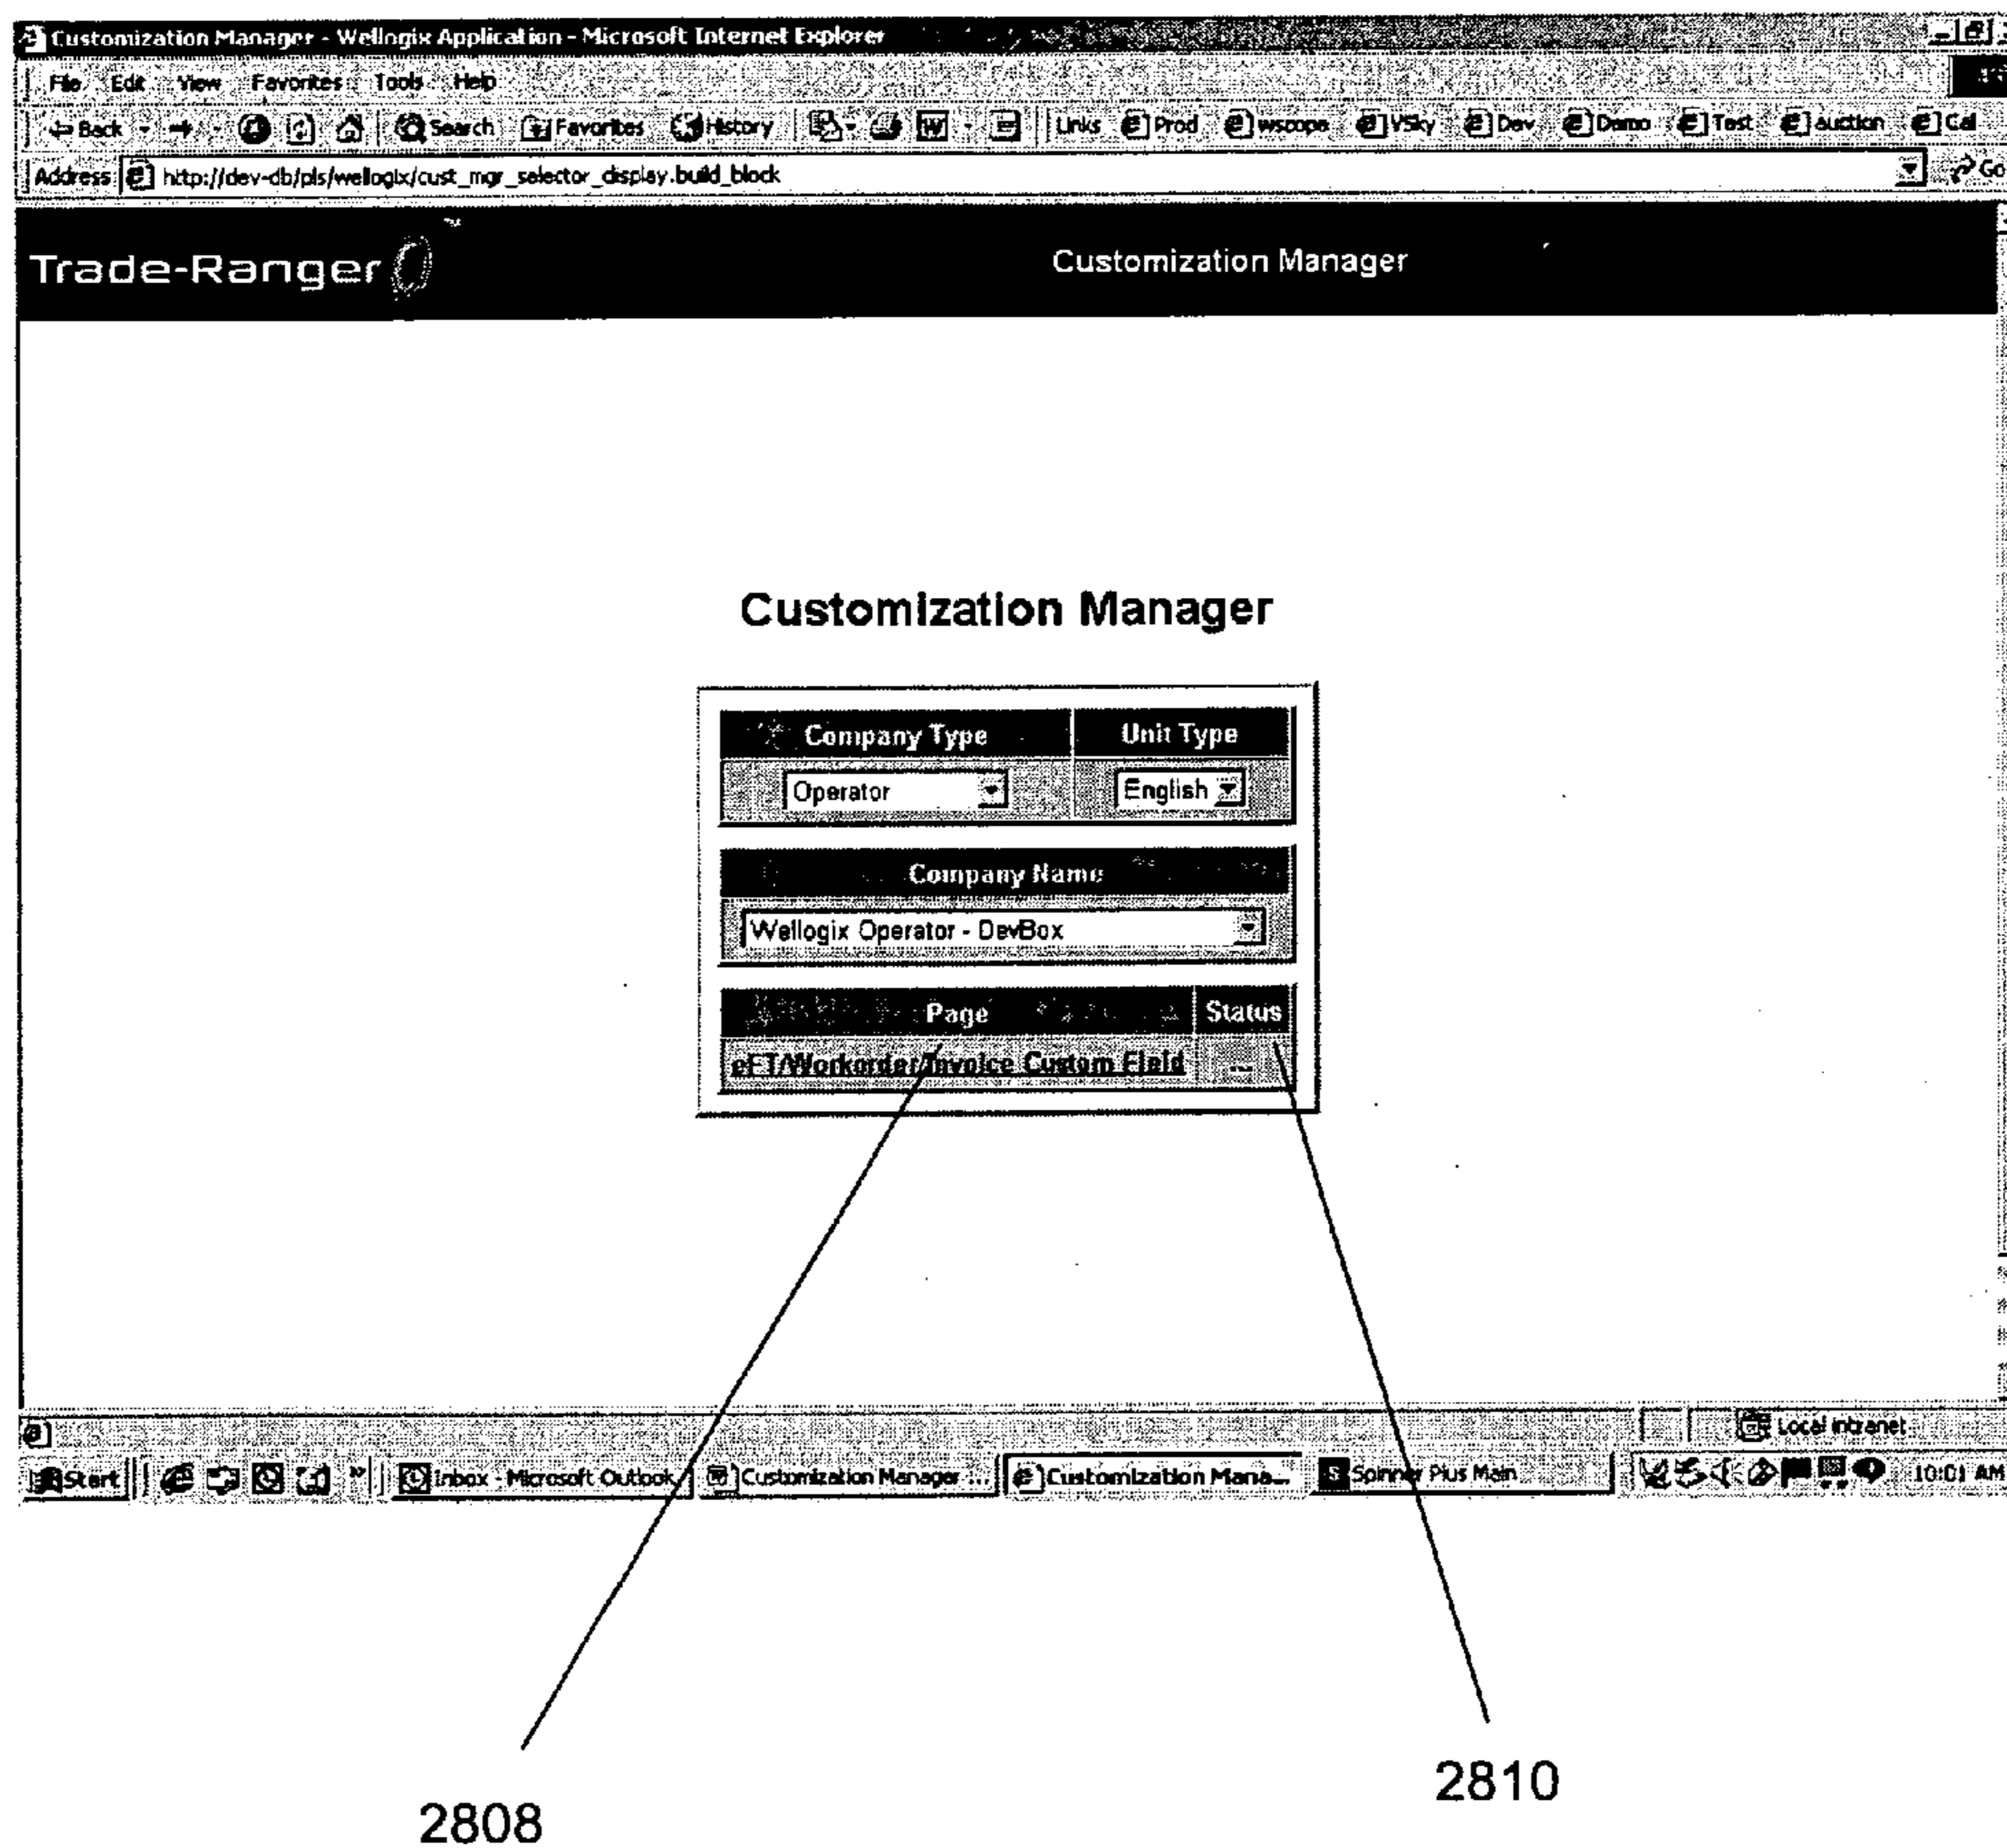 Customization Manager - Wellogix Application - Microsoft Internet Explorer
File Edit View Favorites Tools Help
Back Search Favorites History Links Prod wscope VSky Dev Demo Test auction Cal
Address http://dev-db/pls/wellogix/cust_mgr_selector_display.build_block Go
Trade-Ranger Customization Manager
Customization Manager
Company Type Unit Type
Operator English
Company Name
Wellogix Operator - DevBox
Page Status
eFT/Workorder/Invoice Custom Field ...
Local intranet
Start Inbox - Microsoft Outlook Customization Manager ... Customization Mana... Spinner Plus Main 10:01 AM
2808
2810